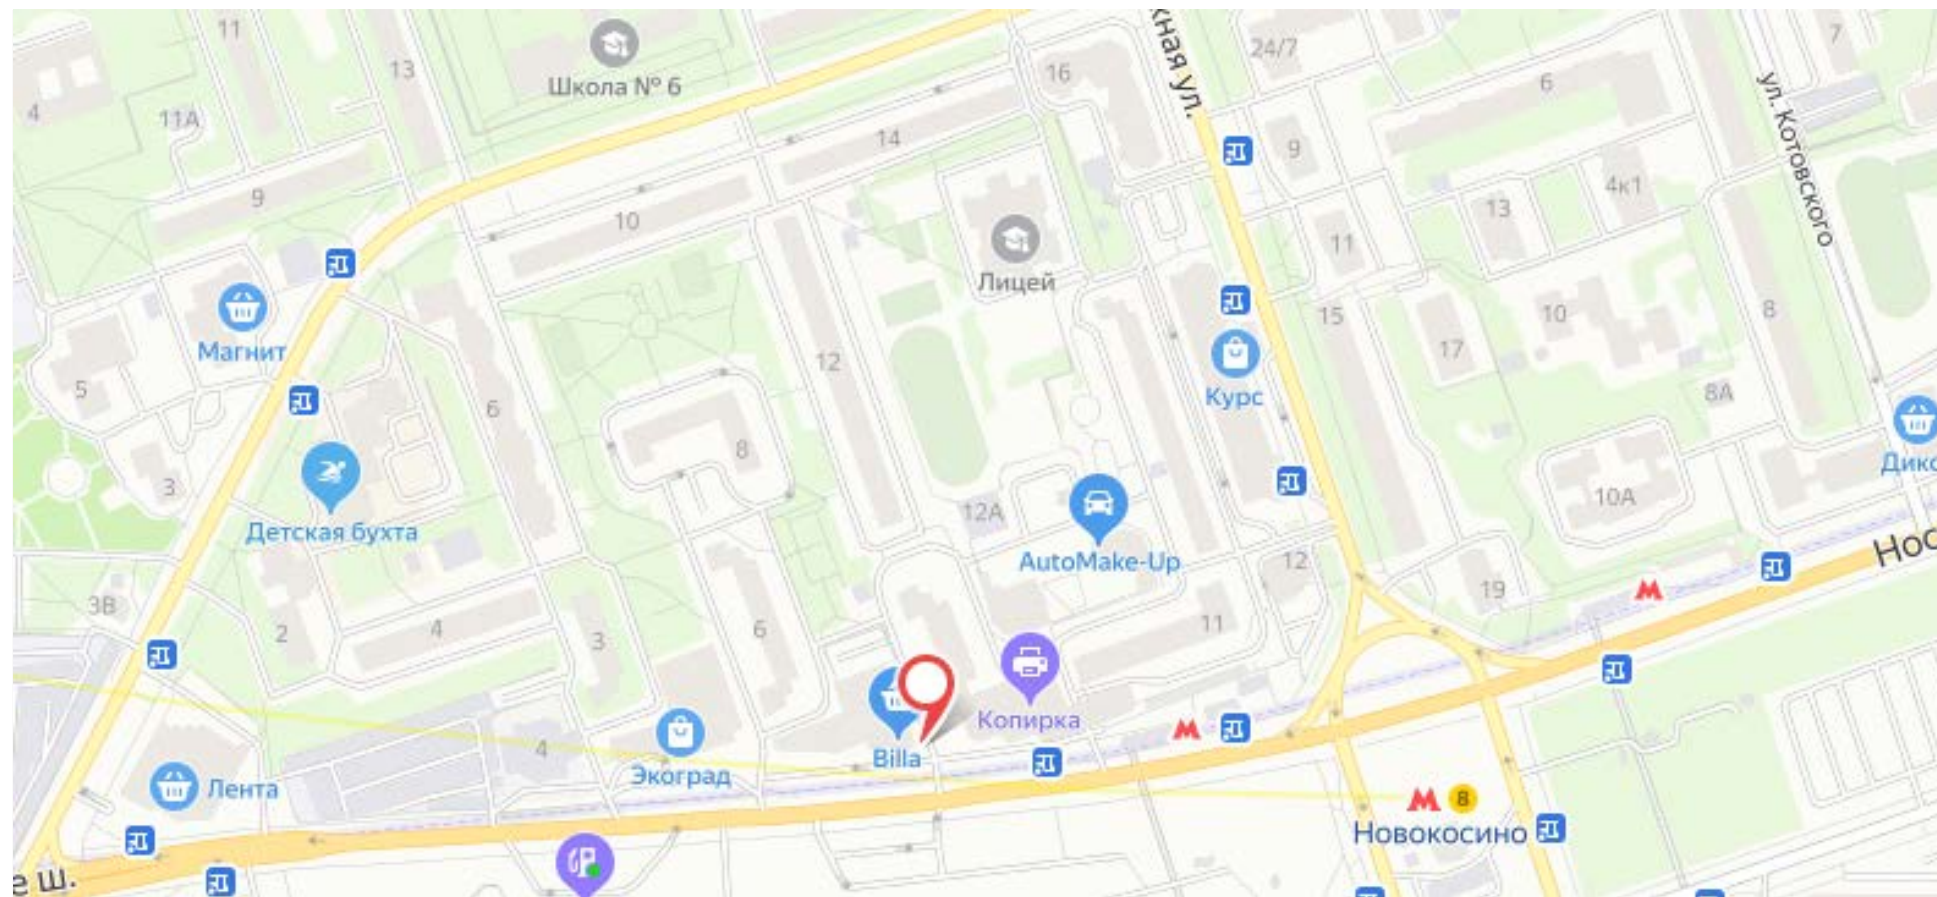 11
13
Школа № 6
16
жная ул.
24/7
7
6
ул. Котовского
4
11А
14
9
9
4к1
13
10
11
Лицей
Магнит
12
15
10
8
17
5
6
Курс
8А
8
3
Дикс
10А
12А
Детская бухта
AutoMake-Up
12
Нос
19
3В
2
4
3
6
11
Копирка
4
Billa
Экоград
Лента
М 8
Новокосино
е ш.